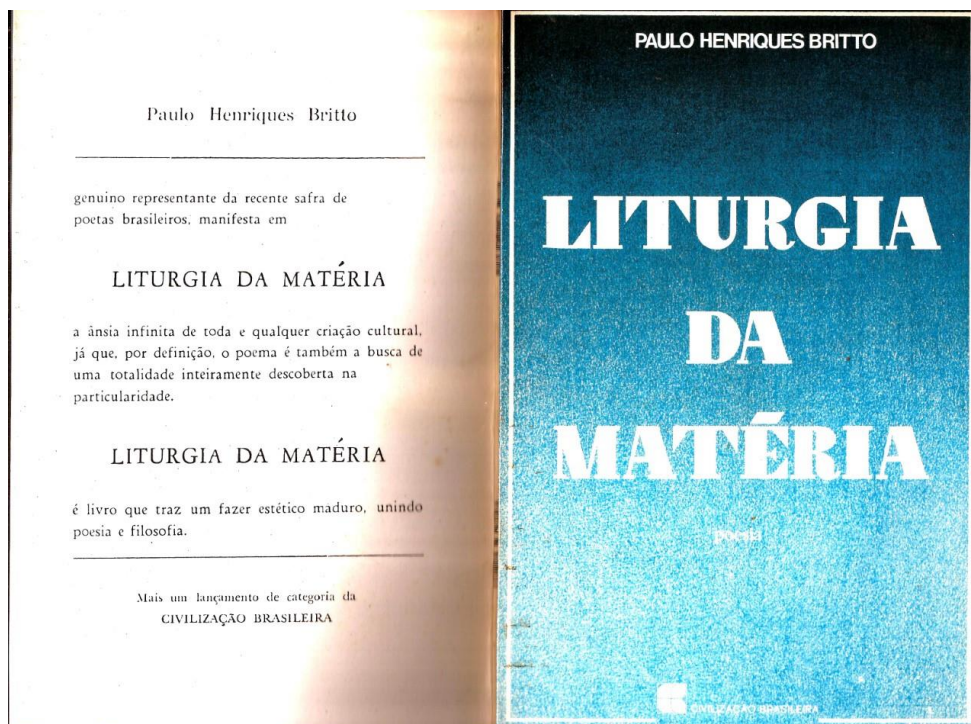 Paulo Henriques Britto
genuino representante da recente safra de
poetas brasileiros, manifesta em
LITURGIA DA MATÉRIA
a ânsia infinita de toda e qualquer criação cultural,
já que, por definição, o poema é também a busca de
uma totalidade inteiramente descoberta na
particularidade.
LITURGIA DA MATÉRIA
é livro que traz um fazer estético maduro, unindo
poesia e filosofia.
Mais um lançamento de categoria da
CIVILIZAÇÃO BRASILEIRA
PAULO HENRIQUES BRITTO
LITURGIA
DA
MATÉRIA
poesia
CIVILIZAÇÃO BRASILEIRA